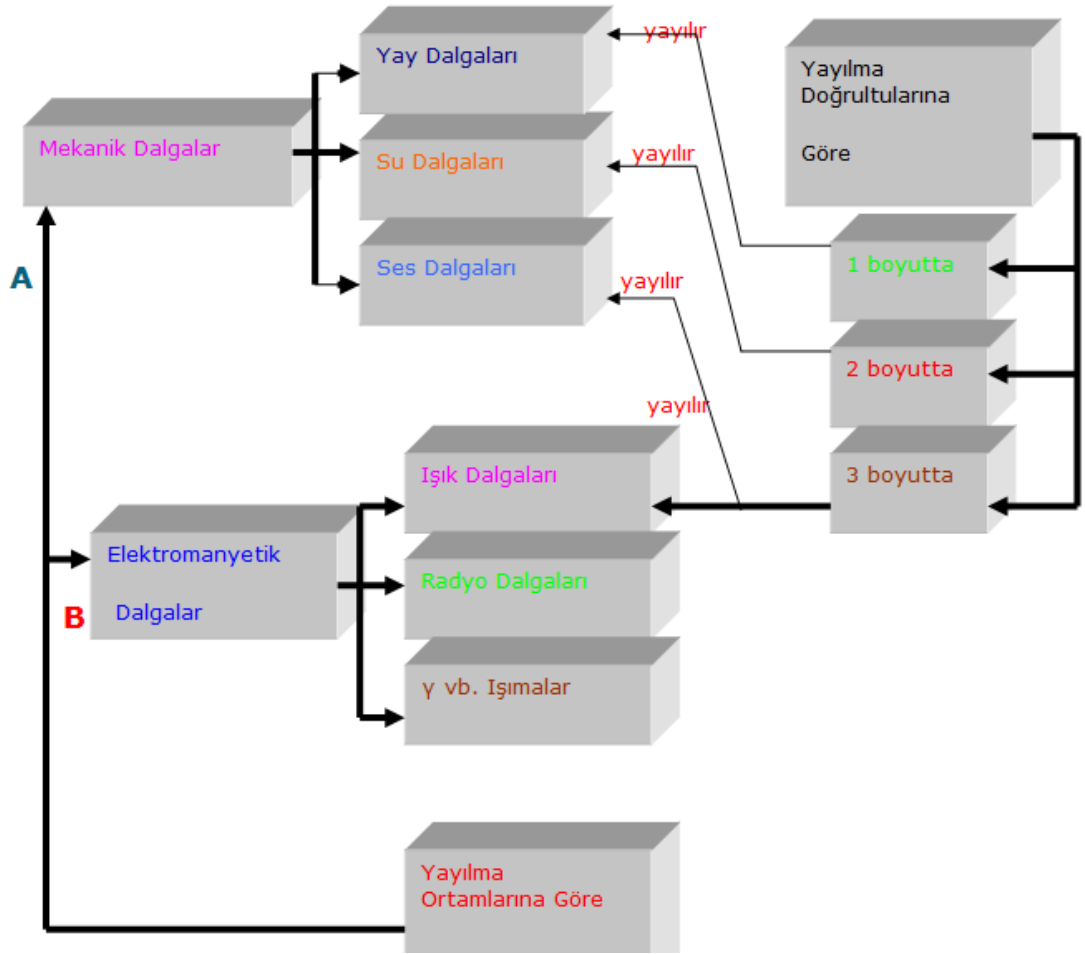 Yay Dalgaları
yayılır
Yayılma
Doğrultularına
Göre
Mekanik Dalgalar
Su Dalgaları
yayılır
A
Ses Dalgaları
yayılır
1 boyutta
2 boyutta
yayılır
Işık Dalgaları
3 boyutta
Elektromanyetik
Dalgalar
B
Radyo Dalgaları
γ vb. Işımalar
Yayılma
Ortamlarına Göre